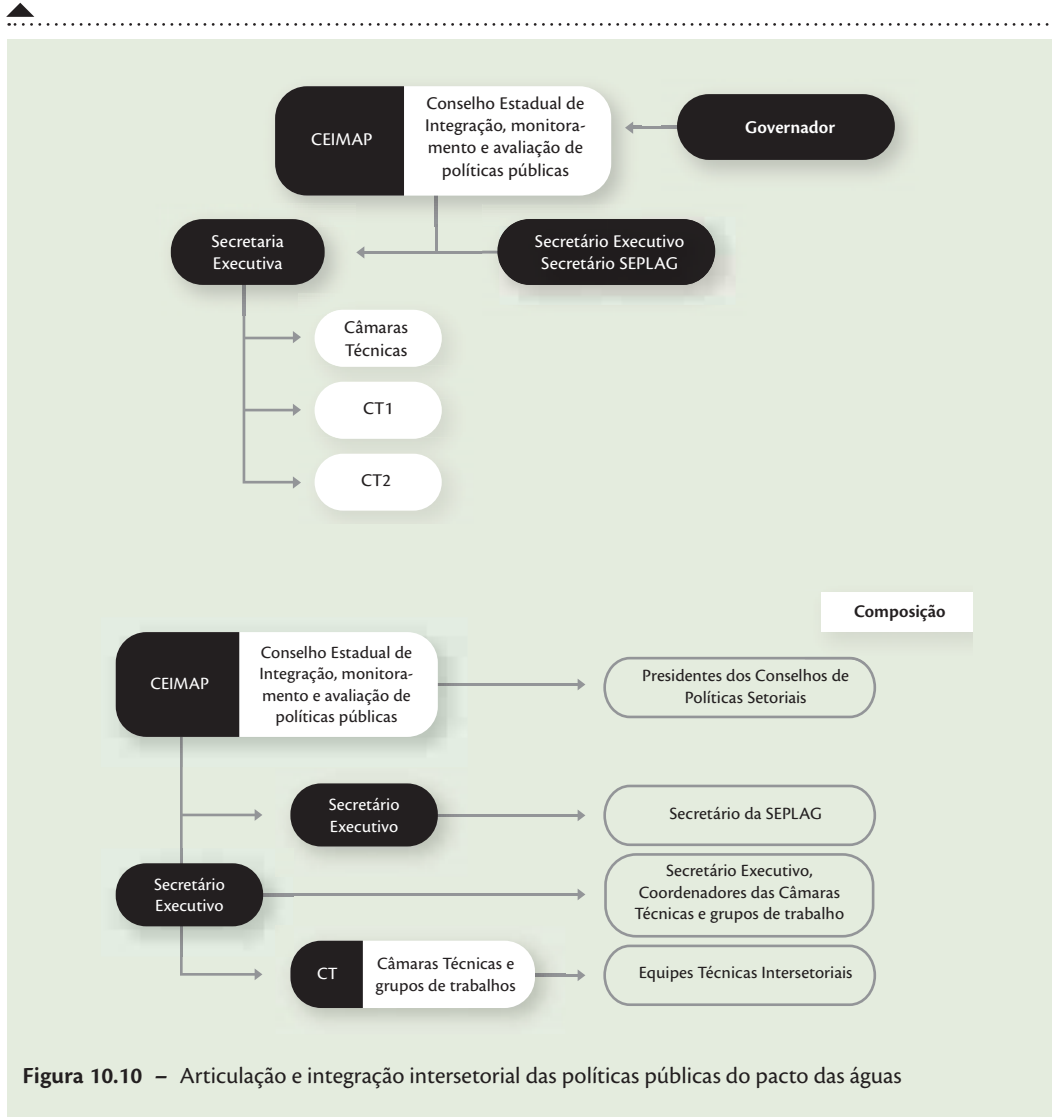 CEIMAP
Conselho Estadual de
Integração, monitora-
mento e avaliação de
políticas públicas
Governador
Secretaria
Executiva
Secretário Executivo
Secretário SEPLAG
Câmaras
Técnicas
CT1
CT2
Composição
CEIMAP
Conselho Estadual de
Integração, monitora-
mento e avaliação de
políticas públicas
Presidentes dos Conselhos de
Políticas Setoriais
Secretário
Executivo
Secretário da SEPLAG
Secretário
Executivo
Secretário Executivo,
Coordenadores das Câmaras
Técnicas e grupos de trabalho
CT
Câmaras Técnicas e
grupos de trabalhos
Equipes Técnicas Intersetoriais
Figura 10.10 – Articulação e integração intersetorial das políticas públicas do pacto das águas